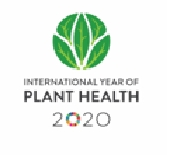 INTERNATIONAL YEAR OF
PLANT HEALTH
2020